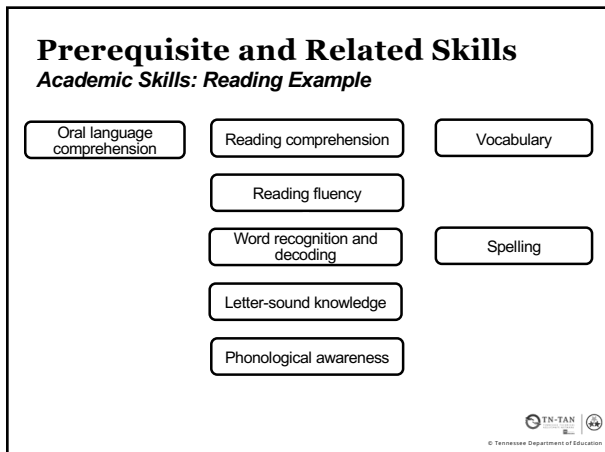 Prerequisite and Related Skills
Academic Skills: Reading Example
Oral language
comprehension
Reading comprehension
Vocabulary
Reading fluency
Word recognition and
decoding
Spelling
Letter-sound knowledge
Phonological awareness
TN-TAN
© Tennessee Department of Education